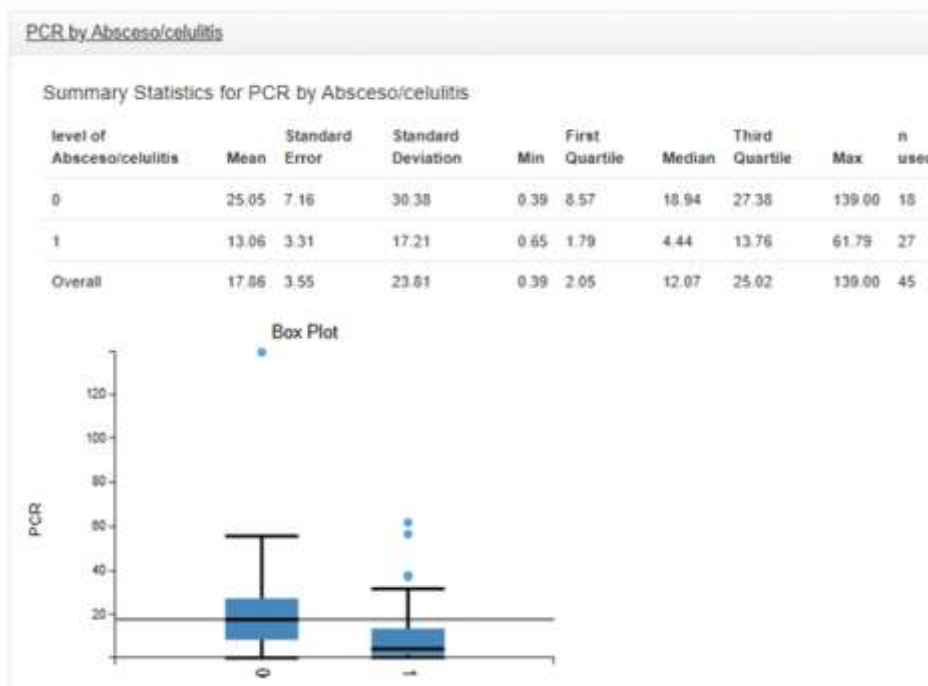 PCR by Absceso/celulitis
Summary Statistics for PCR by Absceso/celulitis
level of Absceso/celulitis Mean Standard Error Standard Deviation Min First Quartile Median Third Quartile Max n used
0 25.05 7.16 30.38 0.39 8.57 18.94 27.38 139.00 18
1 13.06 3.31 17.21 0.65 1.79 4.44 13.76 61.79 27
Overall 17.86 3.55 23.81 0.39 2.05 12.07 25.02 139.00 45
Box Plot
120
100
80
60
40
20
PCR
0 1